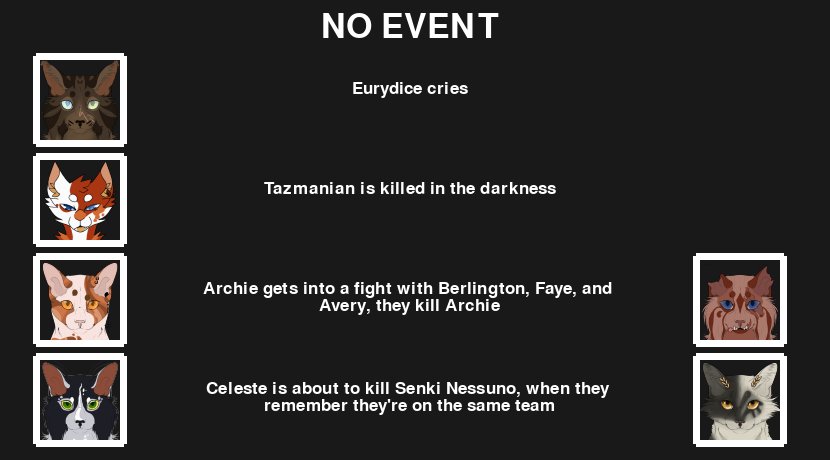 NO EVENT
Eurydice cries
Tazmanian is killed in the darkness
Archie gets into a fight with Berlington, Faye, and
Avery, they kill Archie
Celeste is about to kill Senki Nessuno, when they
remember they're on the same team